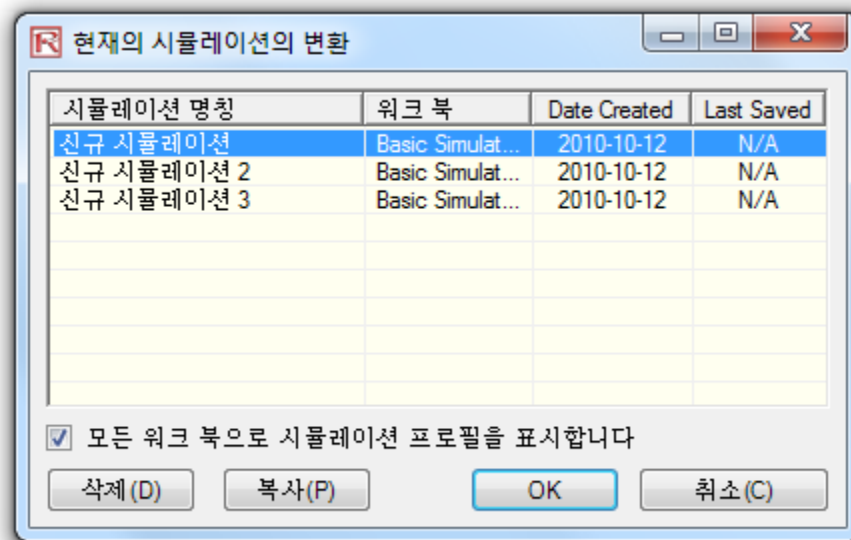 현재의 시뮬레이션의 변환
시뮬레이션 명칭 워크 북 Date Created Last Saved
신규 시뮬레이션 Basic Simulat... 2010-10-12 N/A
신규 시뮬레이션 2 Basic Simulat... 2010-10-12 N/A
신규 시뮬레이션 3 Basic Simulat... 2010-10-12 N/A
모든 워크 북으로 시뮬레이션 프로필을 표시합니다
삭제(D) 복사(P) OK 취소(C)